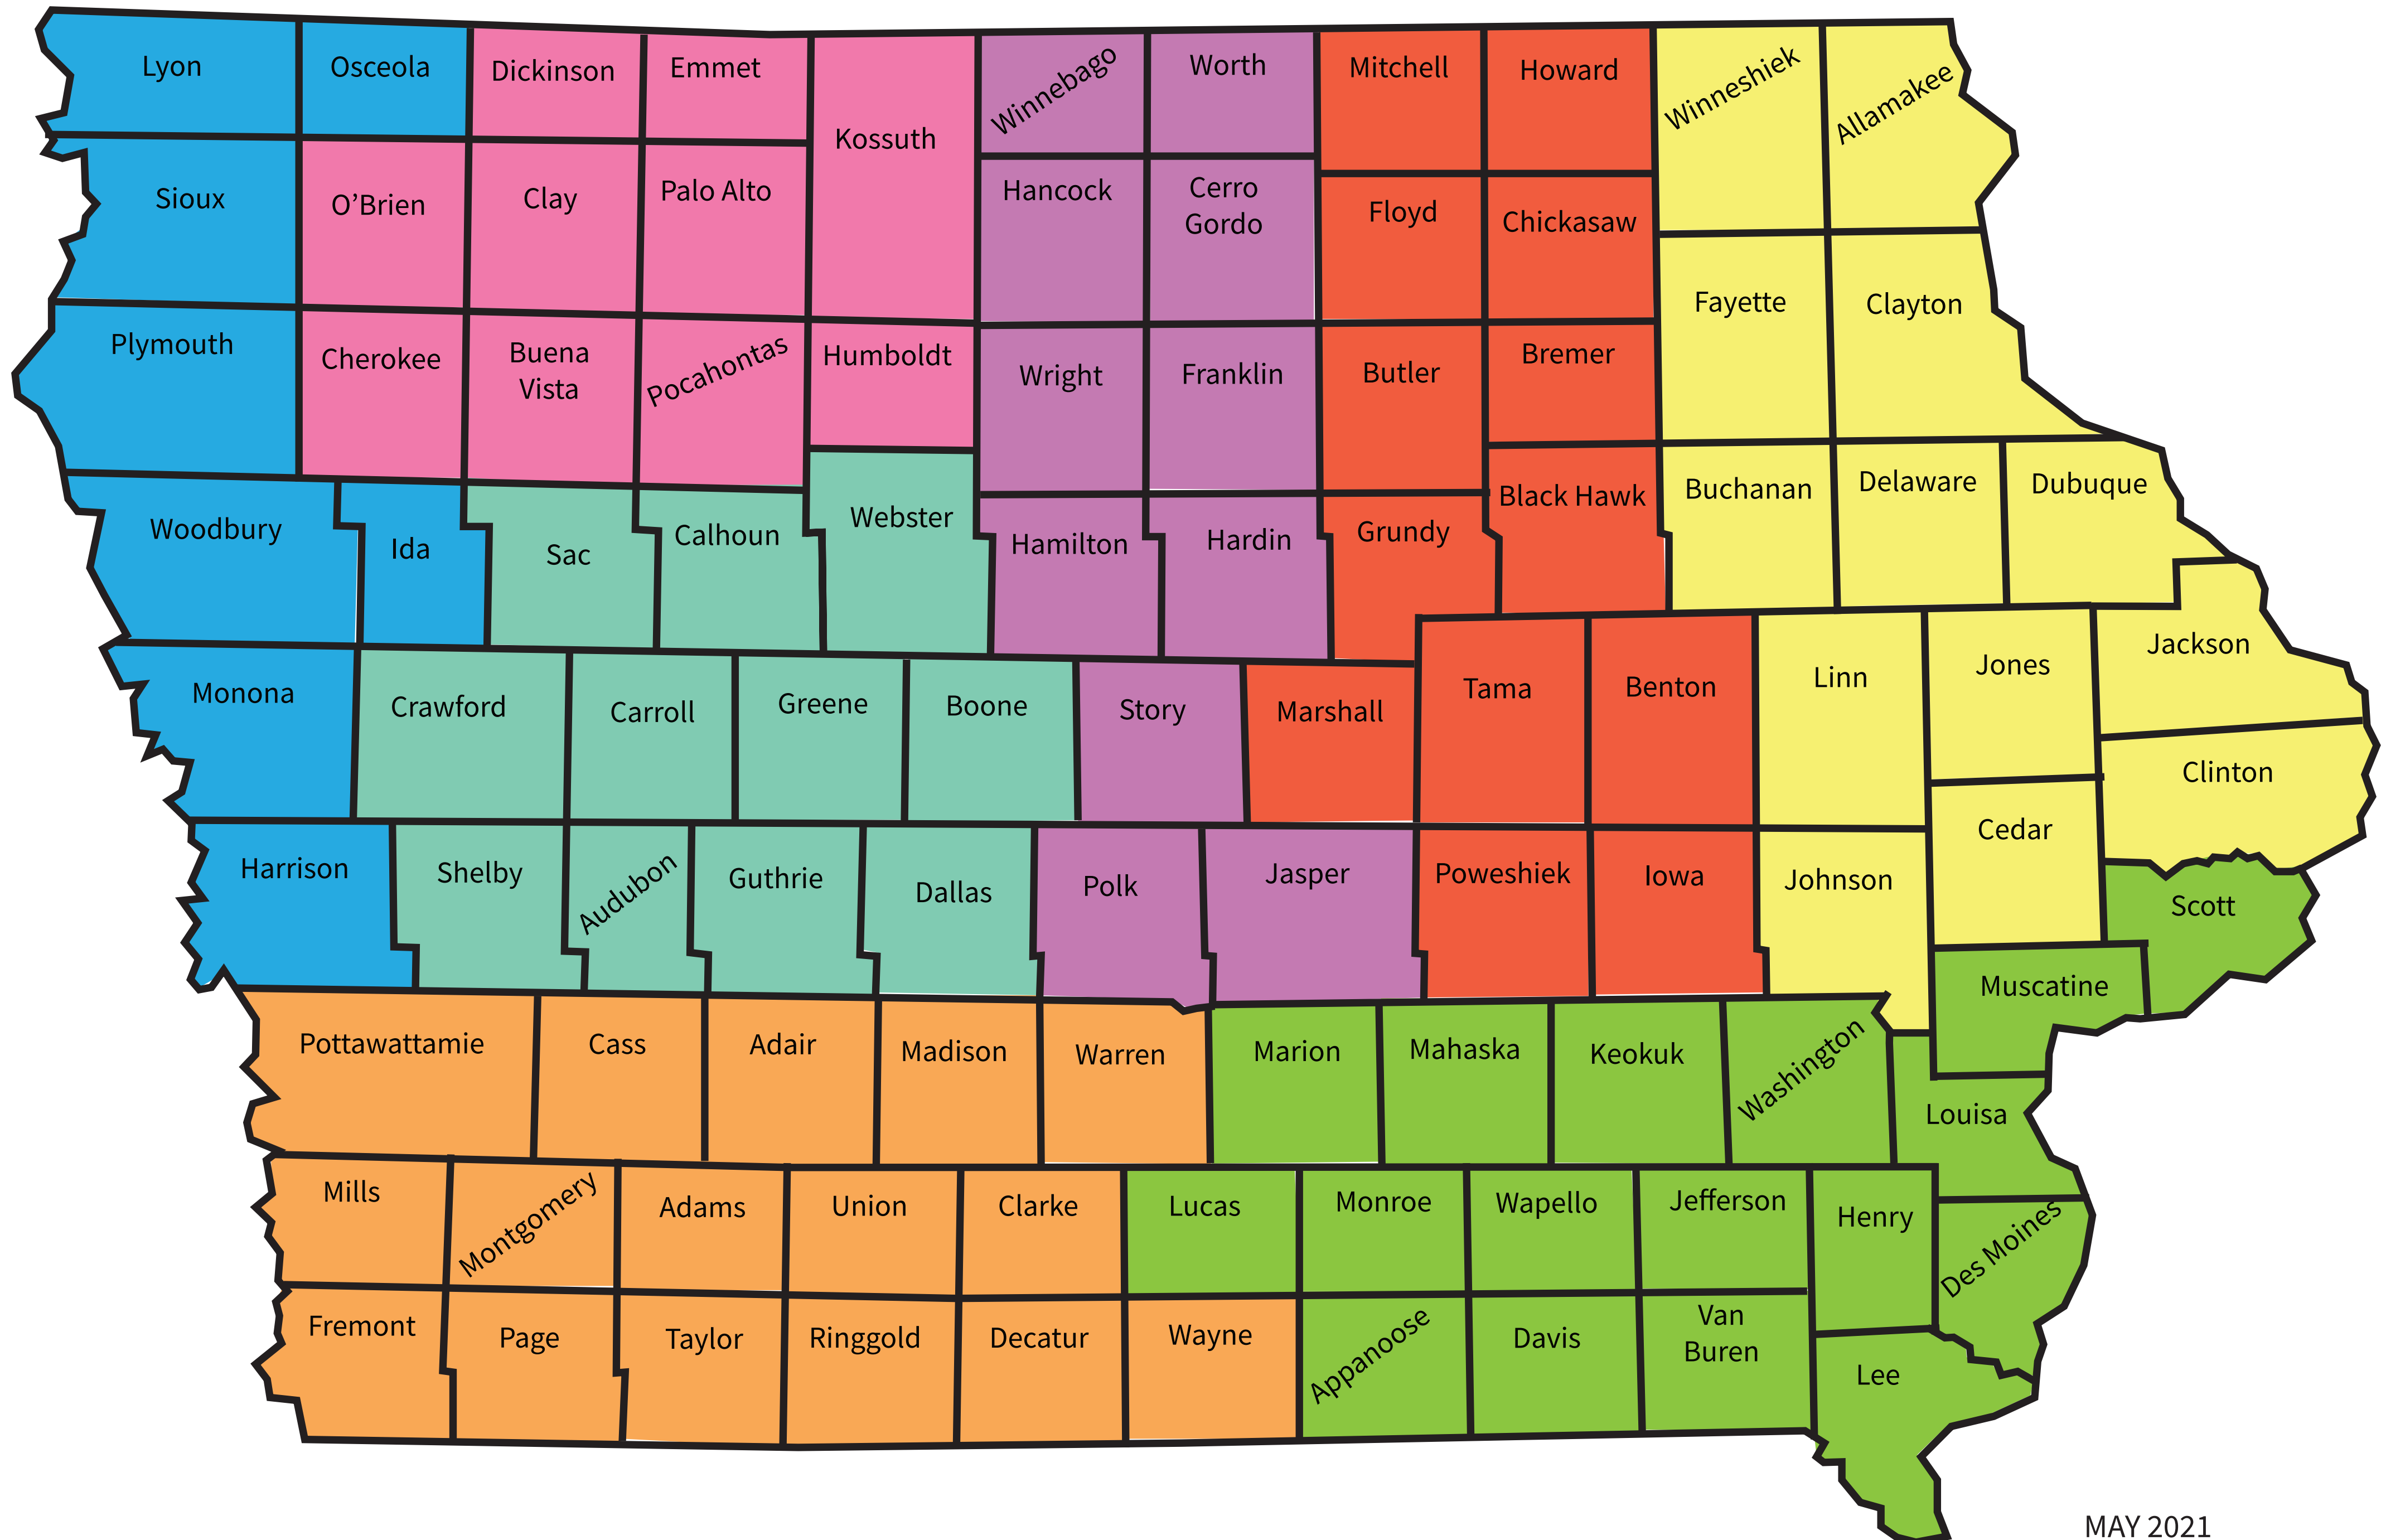 Lyon
Osceola
Dickinson
Emmet
Kossuth
Winnebago
Worth
Mitchell
Howard
Winneshiek
Allamakee
Sioux
O’Brien
Clay
Palo Alto
Hancock
Cerro
Gordo
Floyd
Chickasaw
Fayette
Clayton
Plymouth
Cherokee
Buena
Vista
Pocahontas
Humboldt
Wright
Franklin
Butler
Bremer
Woodbury
Ida
Sac
Calhoun
Webster
Hamilton
Hardin
Grundy
Black Hawk
Buchanan
Delaware
Dubuque
Monona
Crawford
Carroll
Greene
Boone
Story
Marshall
Tama
Benton
Linn
Jones
Jackson
Clinton
Cedar
Harrison
Shelby
Audubon
Guthrie
Dallas
Polk
Jasper
Poweshiek
Iowa
Johnson
Scott
Muscatine
Pottawattamie
Cass
Adair
Madison
Warren
Marion
Mahaska
Keokuk
Washington
Louisa
Mills
Montgomery
Adams
Union
Clarke
Lucas
Monroe
Wapello
Jefferson
Henry
Des Moines
Fremont
Page
Taylor
Ringgold
Decatur
Wayne
Appanoose
Davis
Van
Buren
Lee
MAY 2021